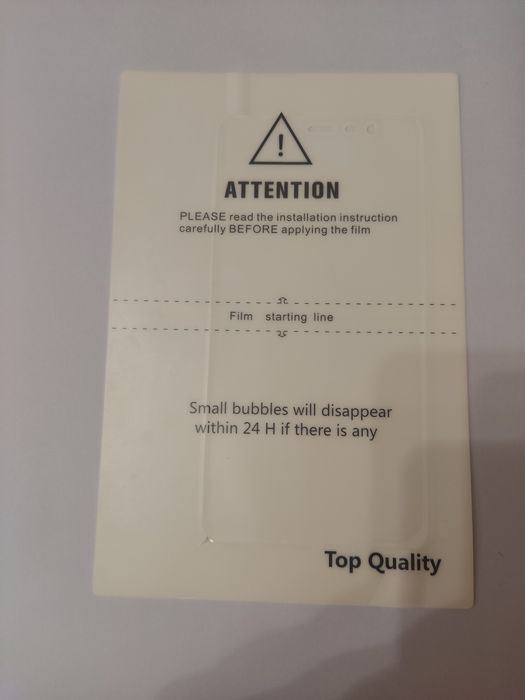 !
ATTENTION
PLEASE read the installation instruction
carefully BEFORE applying the film
Film starting line
Small bubbles will disappear
within 24 H if there is any
Top Quality